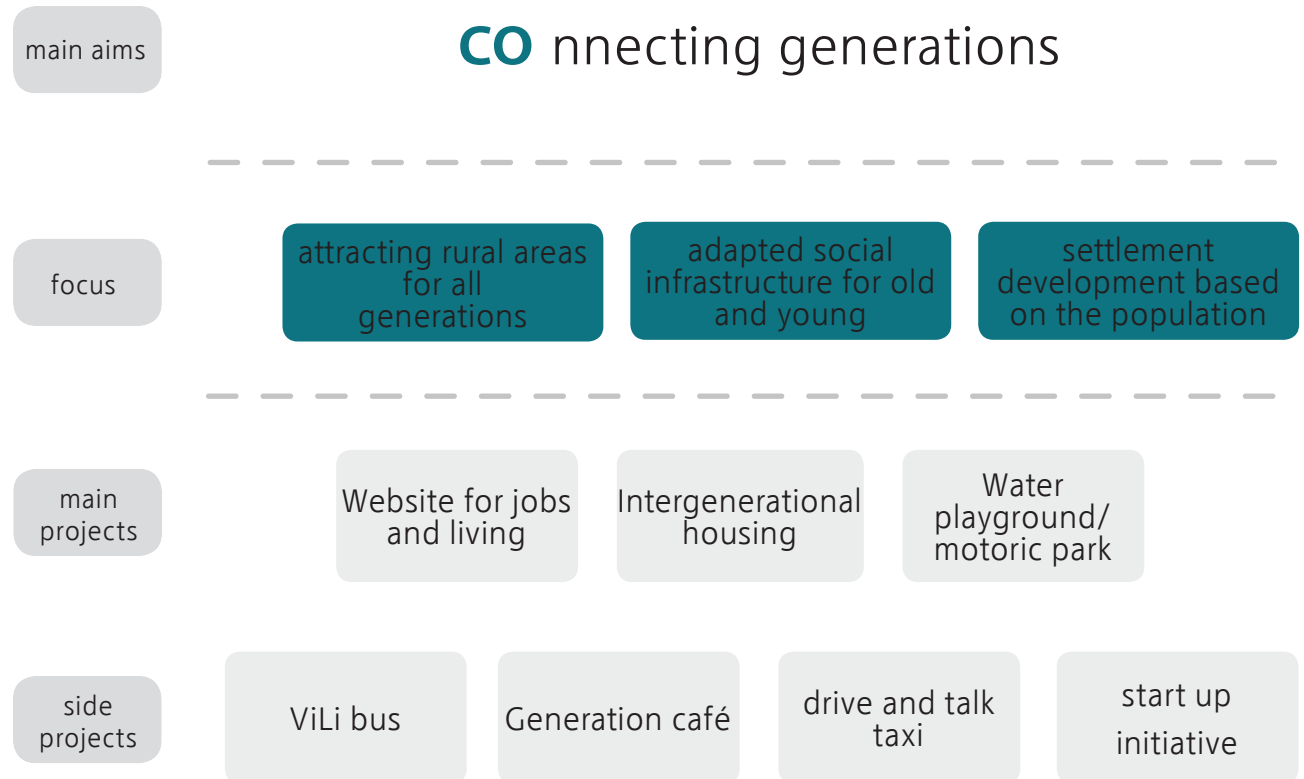 main aims
CO nnecting generations
focus
attracting rural areas
for all
generations
adapted social
infrastructure for old
and young
settlement
development based
on the population
main
projects
Website for jobs
and living
Intergenerational
housing
Water
playground/
motoric park
side
projects
ViLi bus
Generation café
drive and talk
taxi
start up
initiative